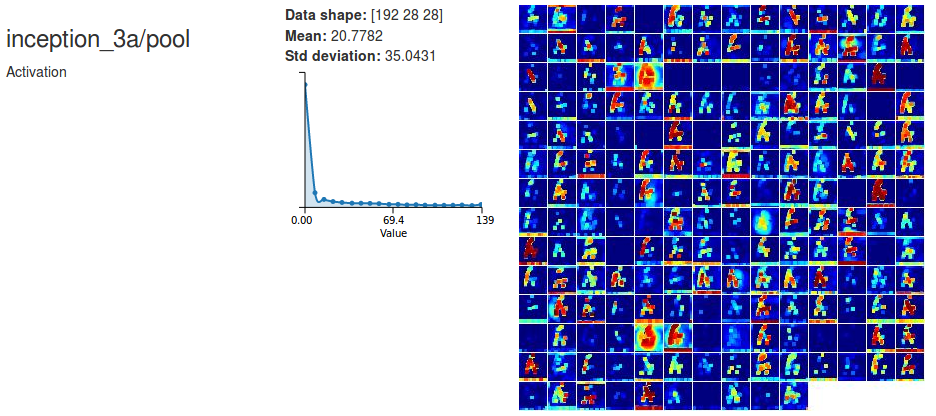 inception_3a/pool
Activation
Data shape: [192 28 28]
Mean: 20.7782
Std deviation: 35.0431
0.00 69.4 139
Value